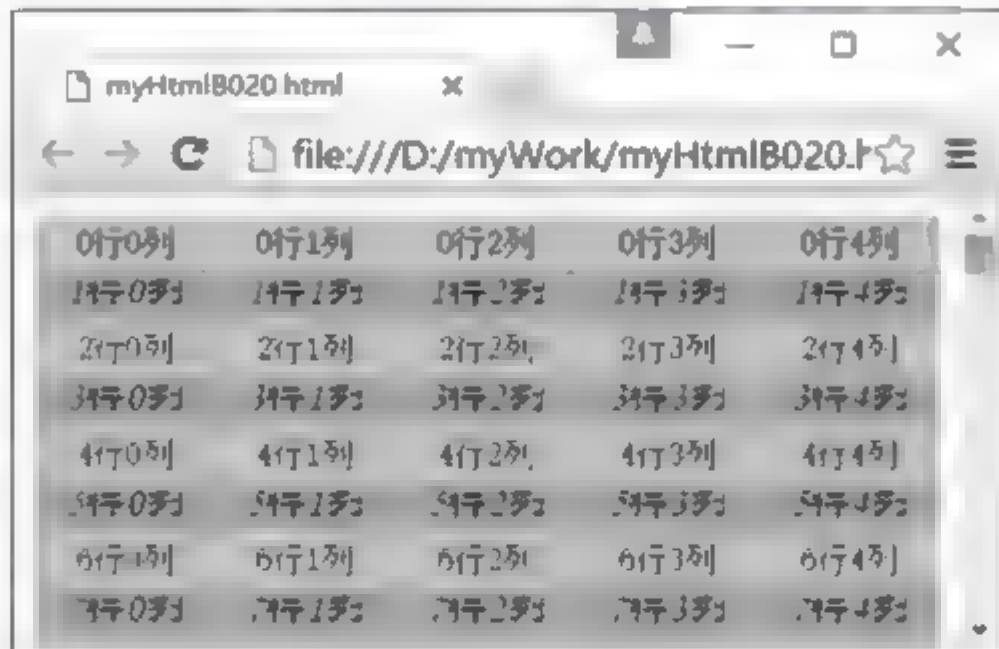 myHtmlB020.html
file:///D:/myWork/myHtmlB020.h
0行0列 0行1列 0行2列 0行3列 0行4列
1行0列 1行1列 1行2列 1行3列 1行4列
2行0列 2行1列 2行2列 2行3列 2行4列
3行0列 3行1列 3行2列 3行3列 3行4列
4行0列 4行1列 4行2列 4行3列 4行4列
5行0列 5行1列 5行2列 5行3列 5行4列
6行0列 6行1列 6行2列 6行3列 6行4列
7行0列 7行1列 7行2列 7行3列 7行4列